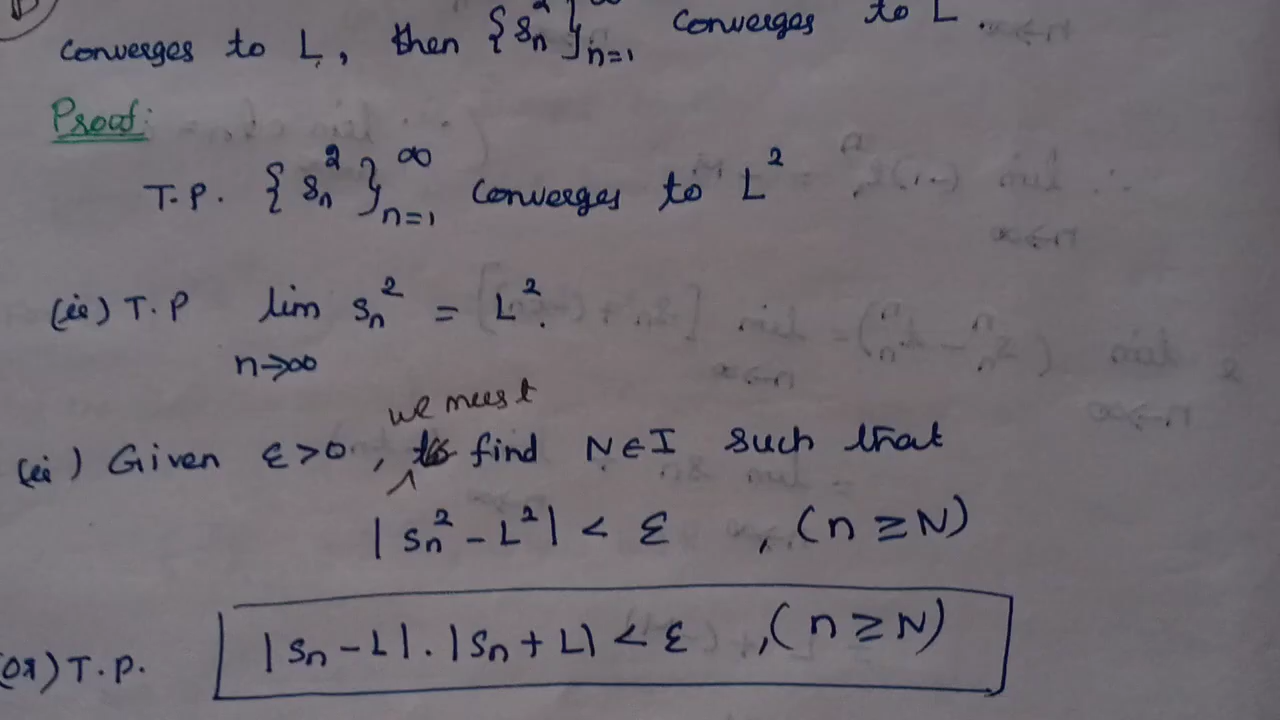 converges to L, then {sn²}∞n=1 converges to L.
Proof:
T.P. {sn²}∞n=1 converges to L²
(ie) T.P lim n→∞ sn² = L².
we must
(ie) Given ε>0, ^ find N∈I such that
|sn² - L²| < ε , (n ≥ N)
(or) T.P. |sn - L|.|sn + L| < ε , (n ≥ N)